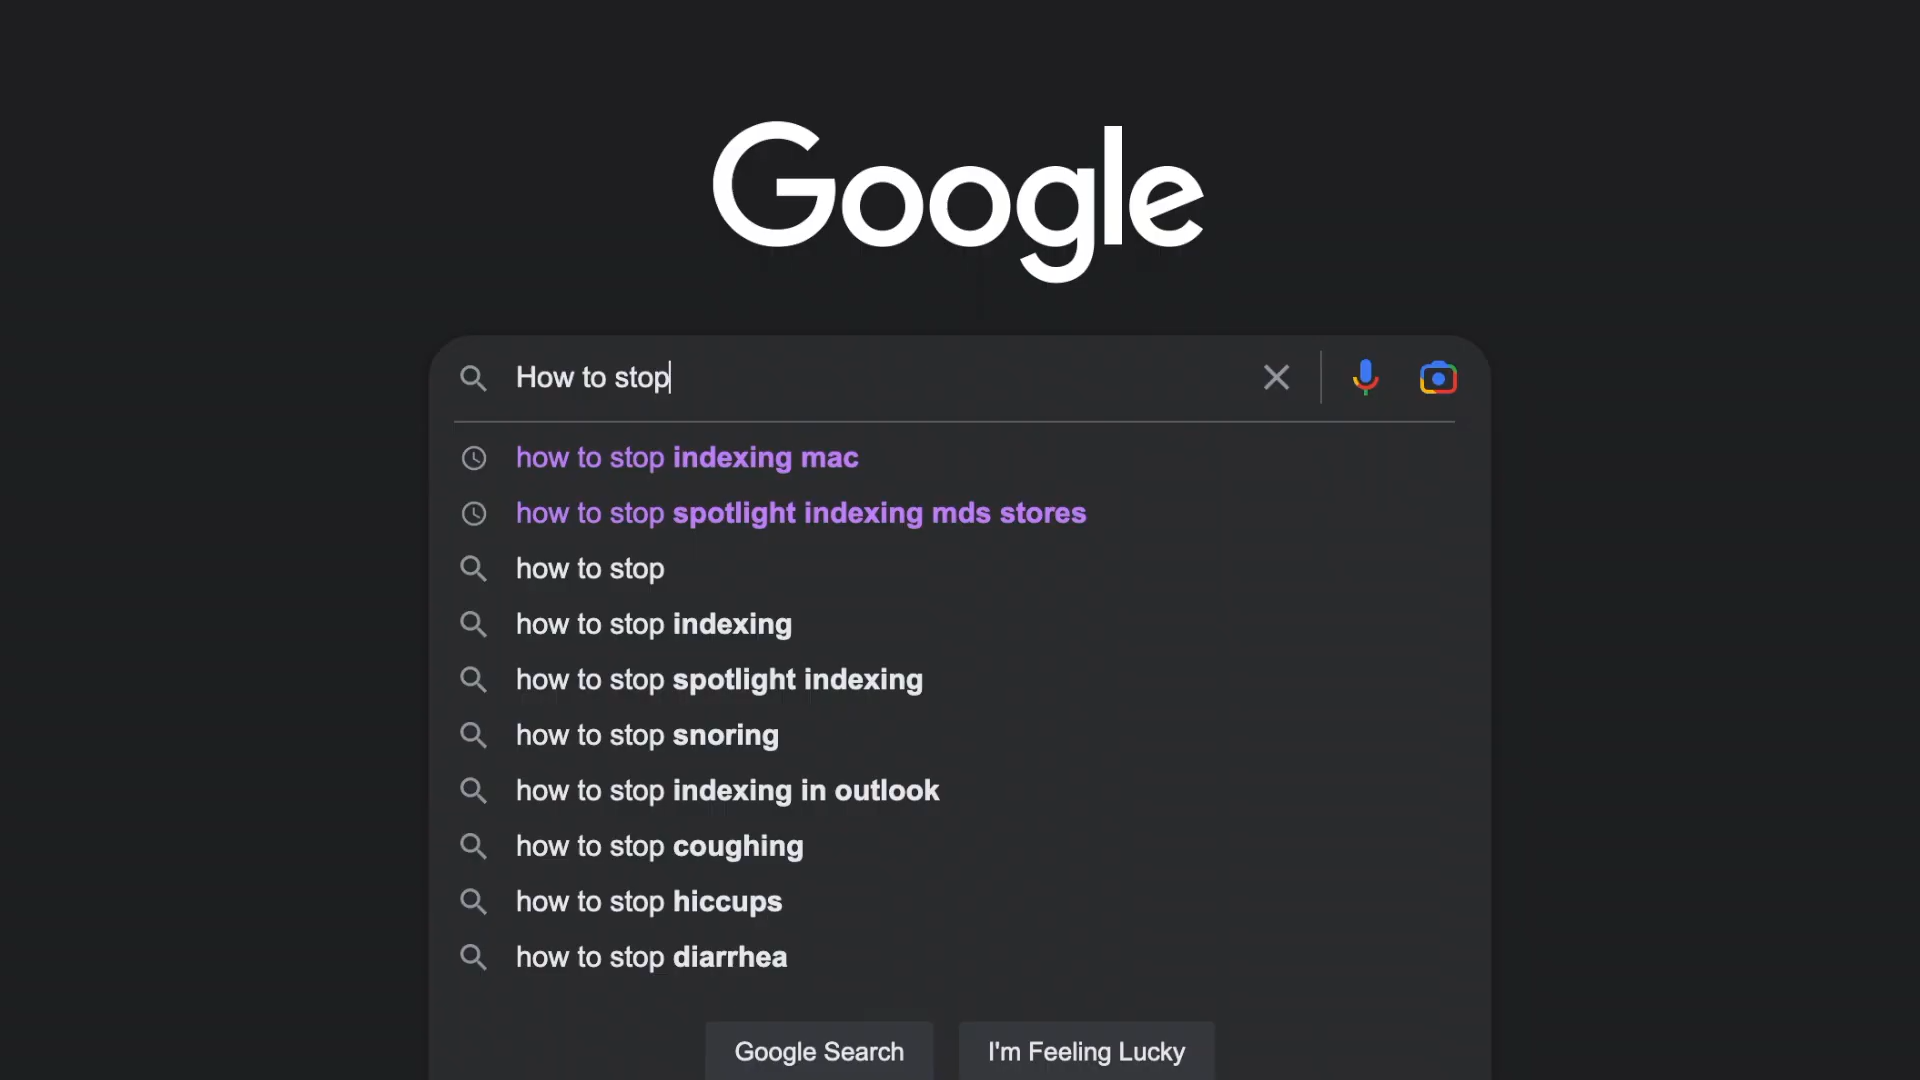 Google
How to stop
how to stop indexing mac
how to stop spotlight indexing mds stores
how to stop
how to stop indexing
how to stop spotlight indexing
how to stop snoring
how to stop indexing in outlook
how to stop coughing
how to stop hiccups
how to stop diarrhea
Google Search
I'm Feeling Lucky